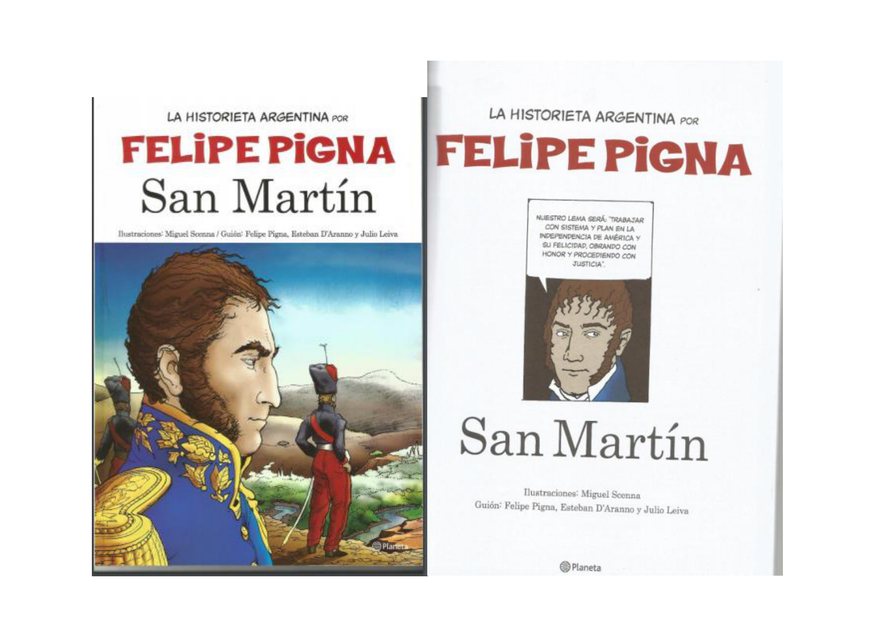 LA HISTORIETA ARGENTINA POR
FELIPE PIGNA
San Martín
Ilustraciones: Miguel Scenna / Guión: Felipe Pigna, Esteban D'Aranno y Julio Leiva
Planeta
LA HISTORIETA ARGENTINA POR
FELIPE PIGNA
NUESTRO LEMA SERÁ: "TRABAJAR
CON SISTEMA Y PLAN EN LA
INDEPENDENCIA DE AMÉRICA Y
SU FELICIDAD, OBRANDO CON
HONOR Y PROCEDIENDO CON
JUSTICIA".
San Martín
Ilustraciones: Miguel Scenna
Guión: Felipe Pigna, Esteban D'Aranno y Julio Leiva
Planeta